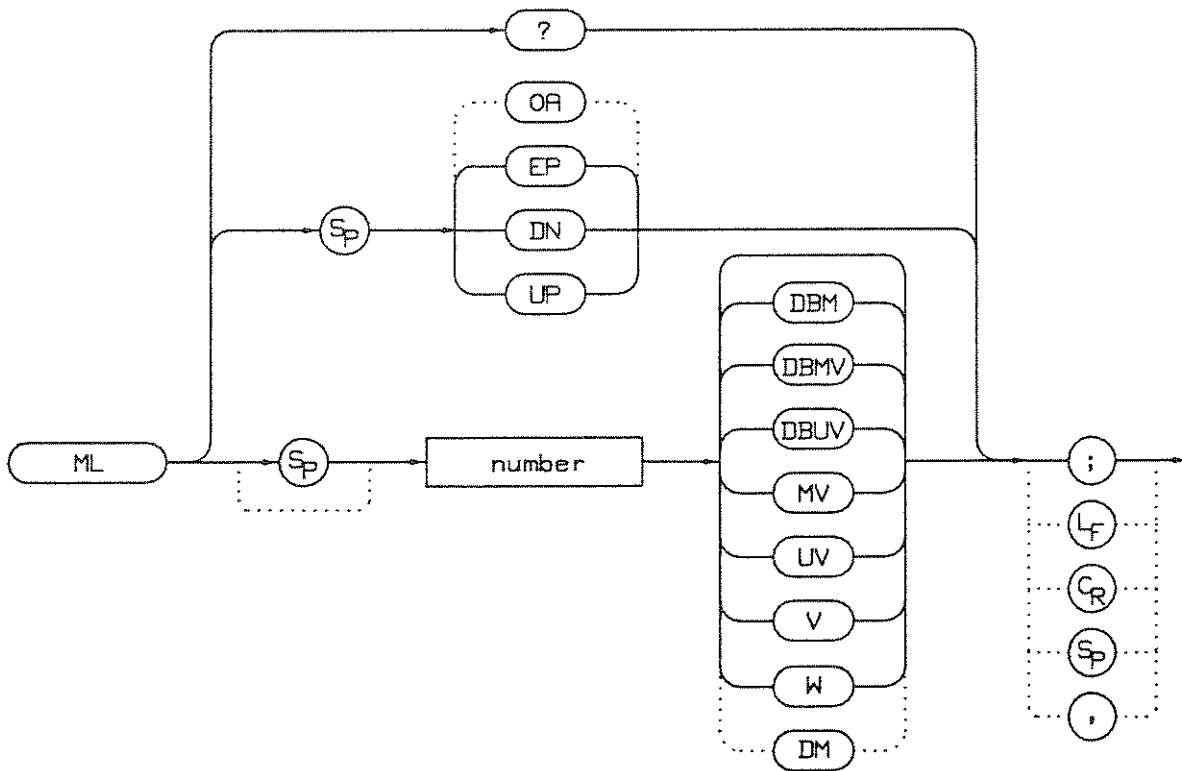 ?
OA
EP
SP
DN
UP
DBM
DBMV
DBUV
ML
SP
number
;
MV
LF
UV
CR
V
SP
W
,
DM